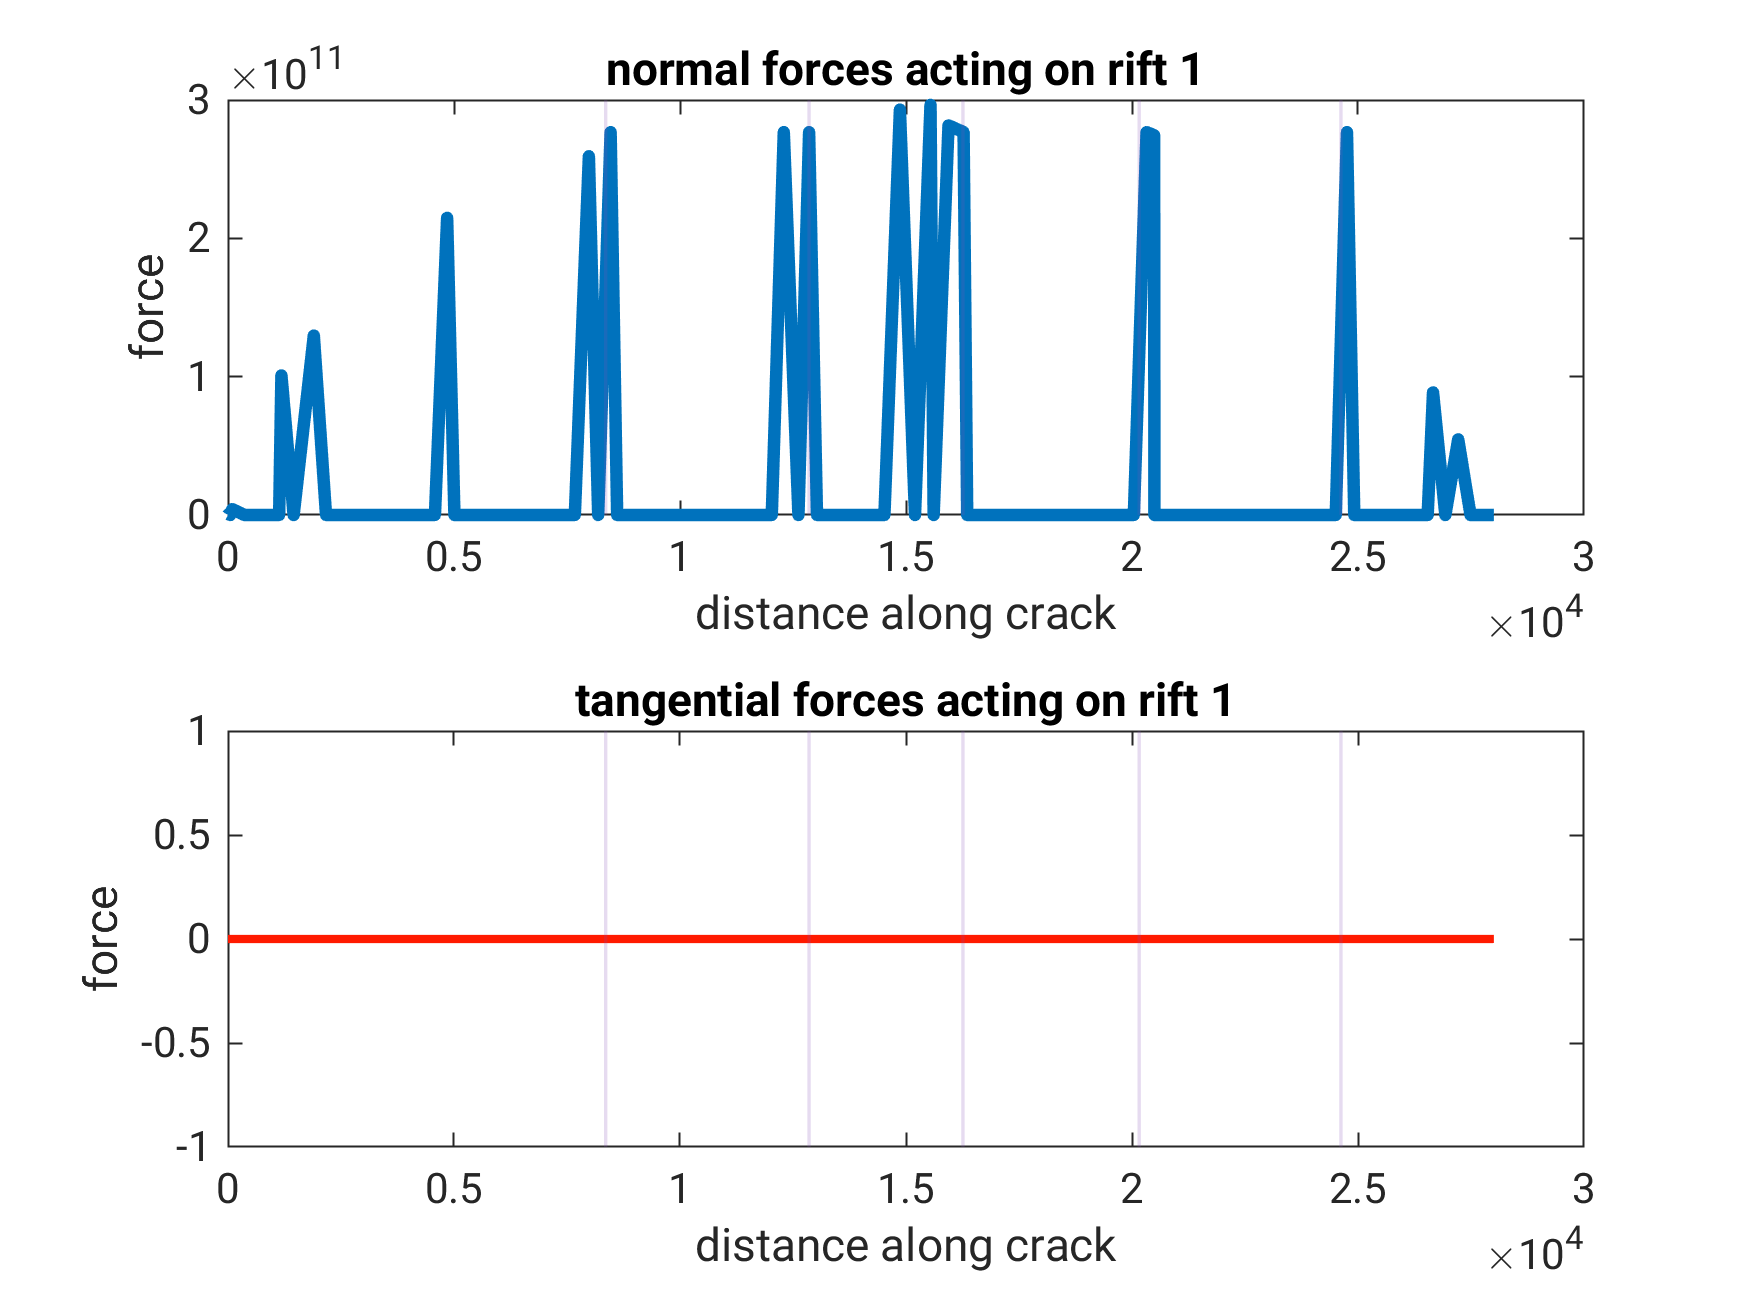 ×10^11
normal forces acting on rift 1
3
2
1
0
force
0 0.5 1 1.5 2 2.5 3
distance along crack
×10^4
tangential forces acting on rift 1
1
0.5
0
-0.5
-1
force
0 0.5 1 1.5 2 2.5 3
distance along crack
×10^4